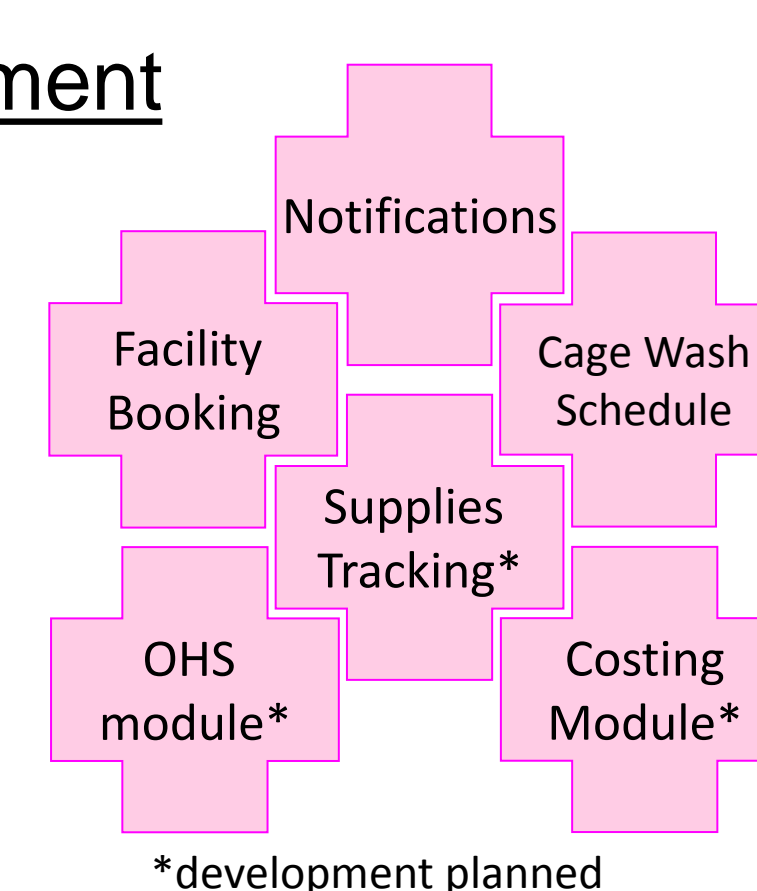 ment
Notifications
Facility
Booking
Cage Wash
Schedule
Supplies
Tracking*
OHS
module*
Costing
Module*
*development planned